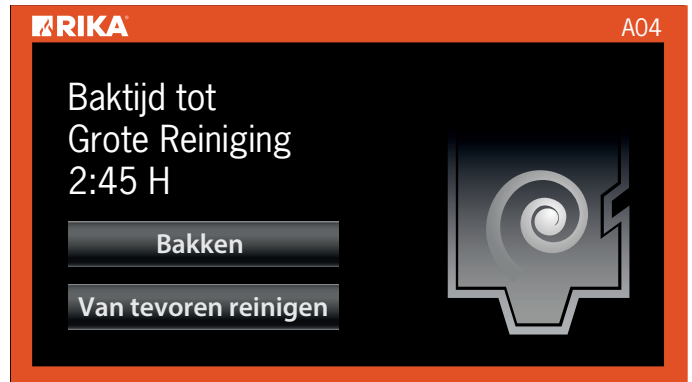 RIKA
A04
Baktijd tot
Grote Reiniging
2:45 H
Bakken
Van tevoren reinigen